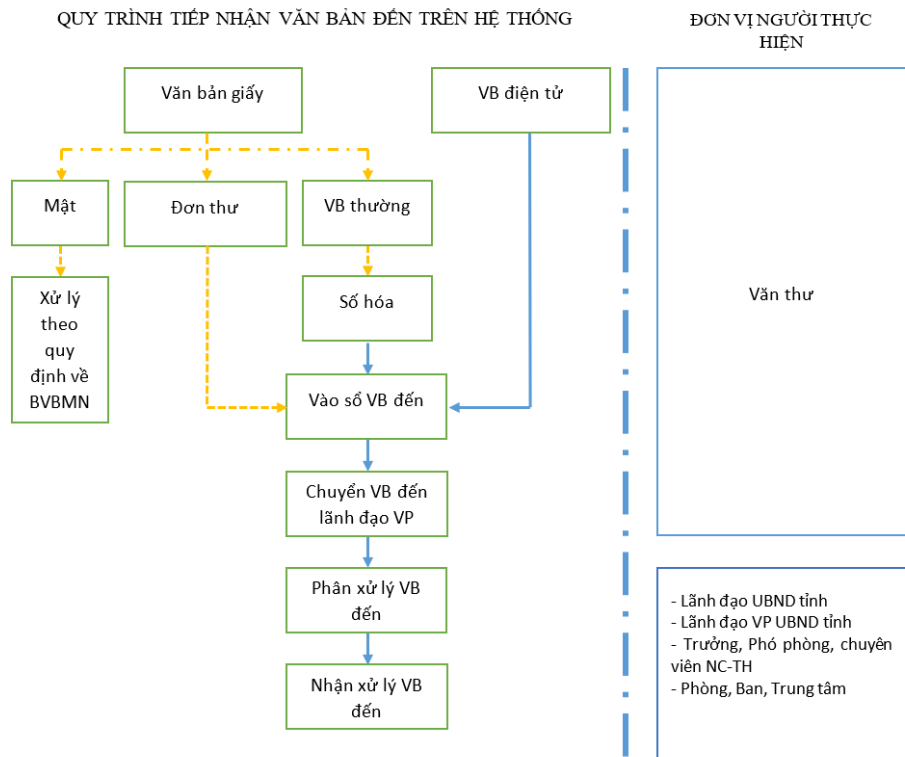 QUY TRÌNH TIẾP NHẬN VĂN BẢN ĐẾN TRÊN HỆ THỐNG
ĐƠN VỊ NGƯỜI THỰC
HIỆN
Văn bản giấy
VB điện tử
Mật
Đơn thư
VB thường
Xử lý
theo
quy
định về
BVBMN
Số hóa
Văn thư
Vào sổ VB đến
Chuyển VB đến
lãnh đạo VP
Phân xử lý VB
đến
Nhận xử lý VB
đến
- Lãnh đạo UBND tỉnh
- Lãnh đạo VP UBND tỉnh
- Trưởng, Phó phòng, chuyên
viên NC-TH
- Phòng, Ban, Trung tâm